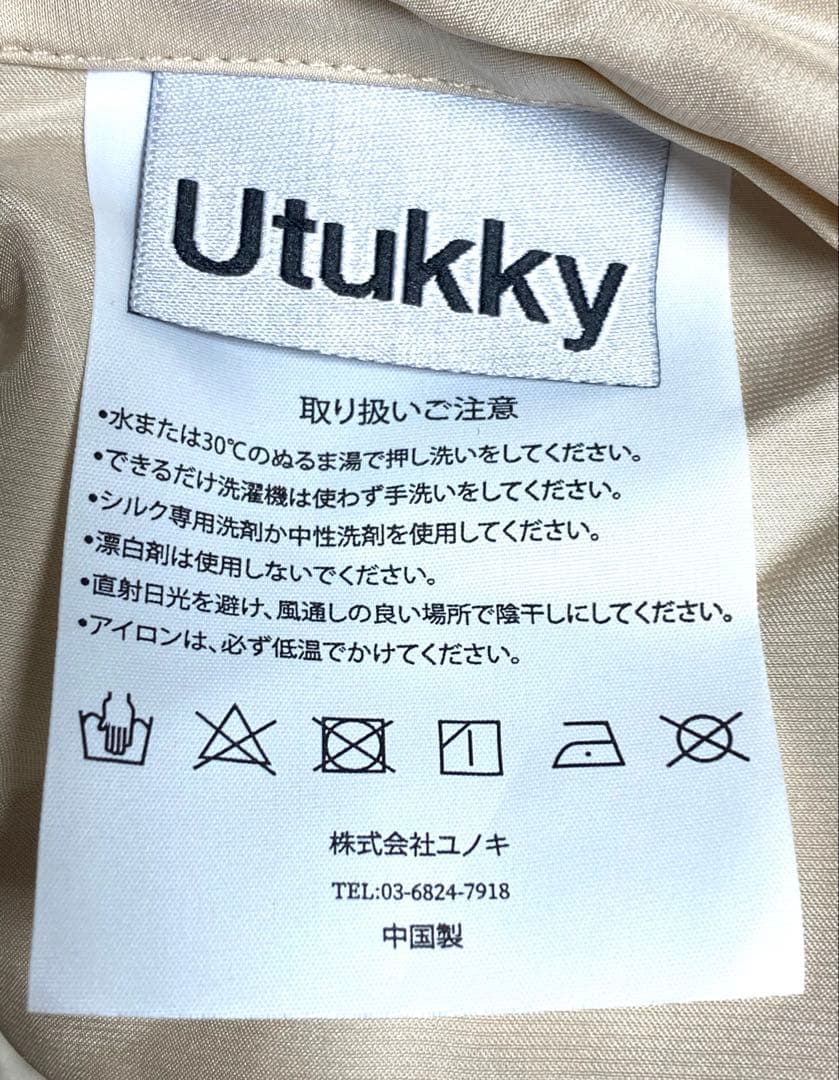 Utukky
取り扱いご注意
•水または30℃のぬるま湯で押し洗いをしてください。
•できるだけ洗濯機は使わず手洗いをしてください。
•シルク専用洗剤か中性洗剤を使用してください。
•漂白剤は使用しないでください。
•直射日光を避け、風通しの良い場所で陰干しにしてください。
•アイロンは、必ず低温でかけてください。
株式会社ユノキ
TEL:03-6824-7918
中国製